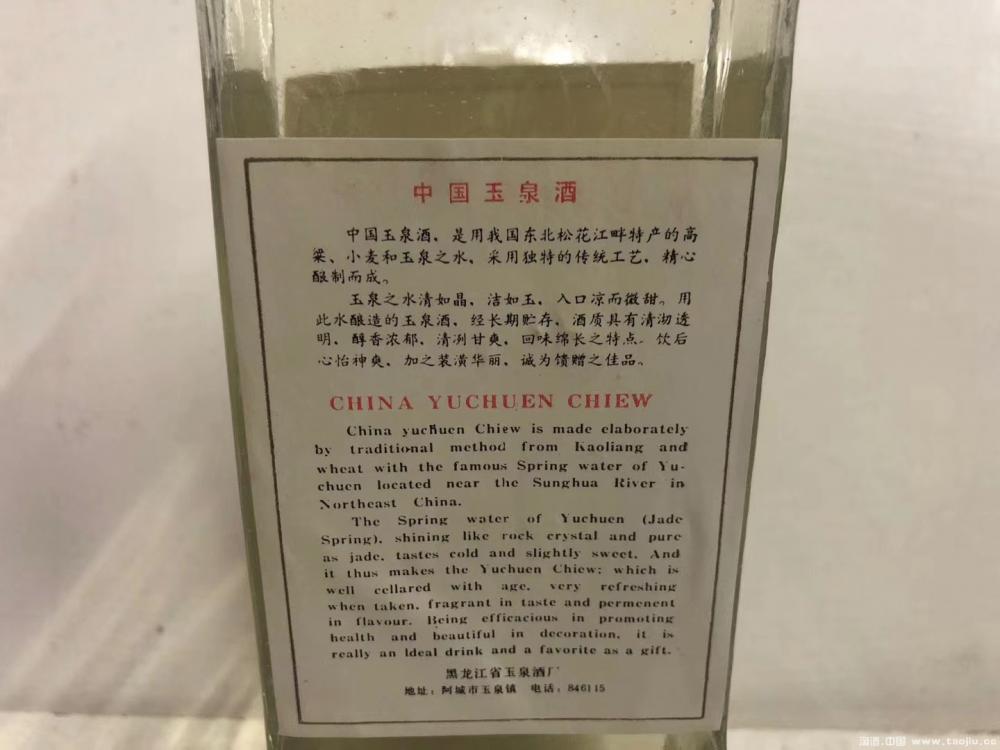 中国玉泉酒
中国玉泉酒、是用我国东北松花江畔特产的高
粱、小麦和玉泉之水，采用独特的传统工艺，精心
酿制而成。
玉泉之水清如晶，洁如玉，入口凉而微甜。用
此水酿造的玉泉酒，经长期贮存，酒质具有清沏透
明，醇香浓郁，清冽甘爽，回味绵长之特点。饮后
心怡神爽，加之装潢华丽，诚为馈赠之佳品。
CHINA YUCHUEN CHIEW
China yuchuen Chiew is made elaborately
by traditional method from Kaoliang and
wheat with the famous Spring water of Yu-
chuen located near the Sunghua River in
Northeast China.
The Spring water of Yuchuen (Jade
Spring), shining like rock crystal and pure
as jade, tastes cold and slightly sweet, And
it thus makes the Yuchuen Chiew; which is
well cellared with age, very refreshing
when taken, fragrant in taste and permenent
in flavour. Being efficacious in promoting
health and beautiful in decoration, it is
really an Ideal drink and a favorite as a gift.
黑龙江省玉泉酒厂
地址：阿城市玉泉镇 电话：846115
淘酒.中国 www.taojiu.cc